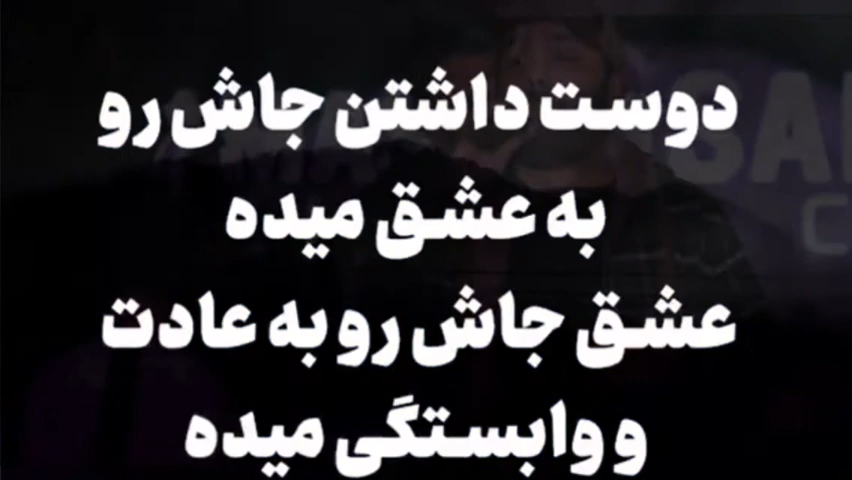 دوست داشتن جاش رو
به عشق میده
عشق جاش رو به عادت
و وابستگی میده